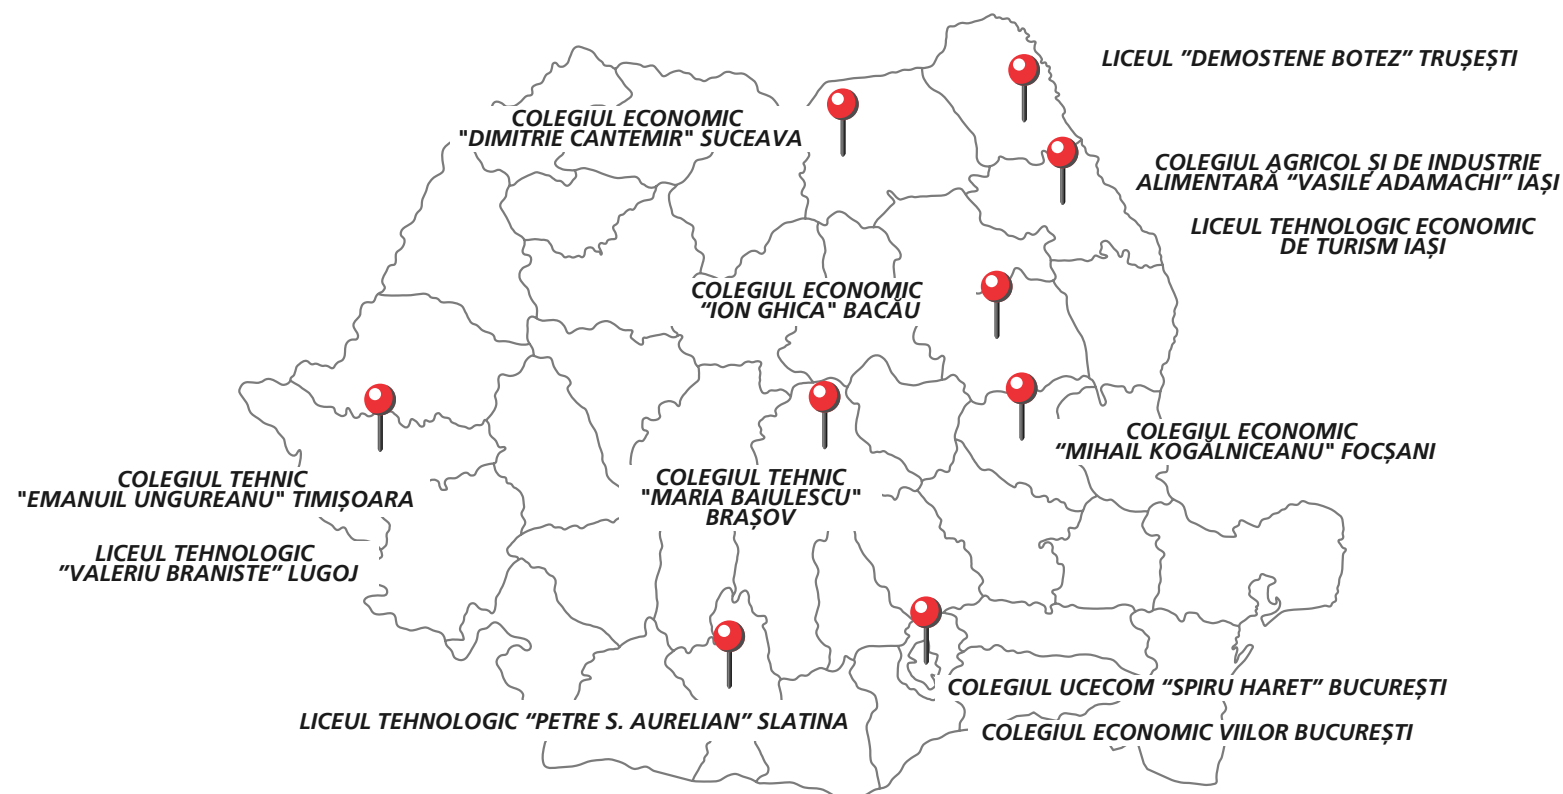 LICEUL ”DEMOSTENE BOTEZ” TRUȘEȘTI
COLEGIUL ECONOMIC
"DIMITRIE CANTEMIR" SUCEAVA
COLEGIUL AGRICOL ȘI DE INDUSTRIE
ALIMENTARĂ “VASILE ADAMACHI” IAȘI
LICEUL TEHNOLOGIC ECONOMIC
DE TURISM IAȘI
COLEGIUL ECONOMIC
“ION GHICA" BACĂU
COLEGIUL ECONOMIC
“MIHAIL KOGĂLNICEANU" FOCȘANI
COLEGIUL TEHNIC
"EMANUIL UNGUREANU" TIMIȘOARA
COLEGIUL TEHNIC
"MARIA BAIULESCU"
BRAȘOV
LICEUL TEHNOLOGIC
”VALERIU BRANISTE” LUGOJ
COLEGIUL UCECOM “SPIRU HARET” BUCUREȘTI
LICEUL TEHNOLOGIC “PETRE S. AURELIAN” SLATINA
COLEGIUL ECONOMIC VIILOR BUCUREȘTI